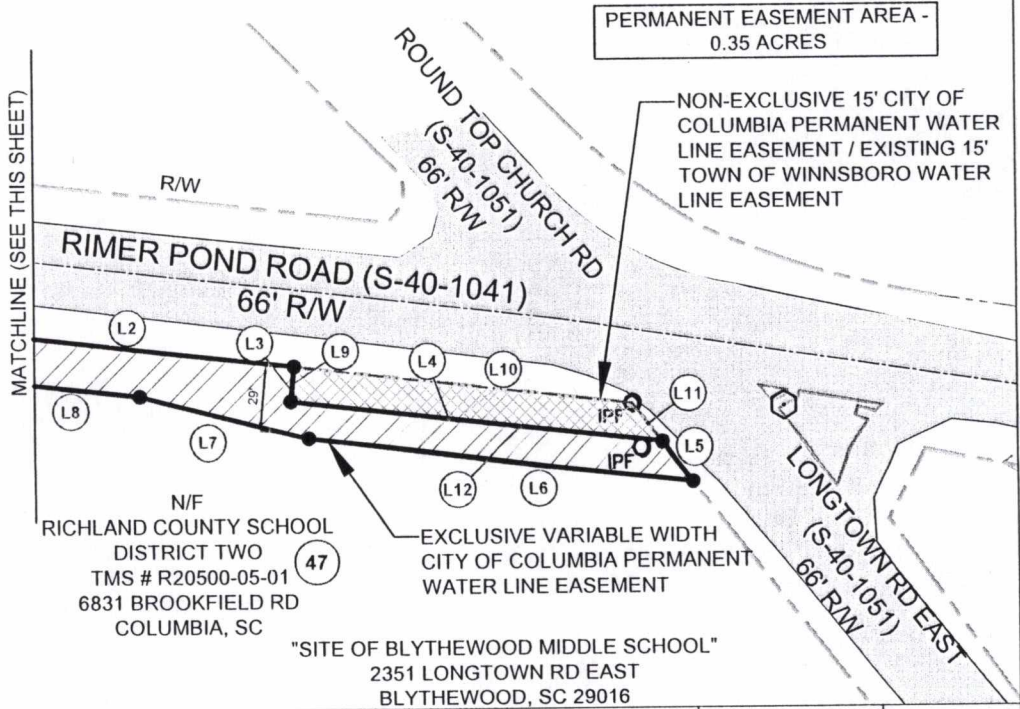 PERMANENT EASEMENT AREA -
0.35 ACRES
MATCHLINE (SEE THIS SHEET)
R/W
ROUND TOP CHURCH RD
(S-40-1051)
66' R/W
NON-EXCLUSIVE 15' CITY OF
COLUMBIA PERMANENT WATER
LINE EASEMENT / EXISTING 15'
TOWN OF WINNSBORO WATER
LINE EASEMENT
RIMER POND ROAD (S-40-1041)
66' R/W
L2
L3
L9
L4
L10
L11
L5
IPF
IPF
29'
L8
L7
L12
L6
LONGTOWN RD EAST
(S-40-1051)
66' R/W
N/F
RICHLAND COUNTY SCHOOL
DISTRICT TWO
47
TMS # R20500-05-01
6831 BROOKFIELD RD
COLUMBIA, SC
EXCLUSIVE VARIABLE WIDTH
CITY OF COLUMBIA PERMANENT
WATER LINE EASEMENT
"SITE OF BLYTHEWOOD MIDDLE SCHOOL"
2351 LONGTOWN RD EAST
BLYTHEWOOD, SC 29016